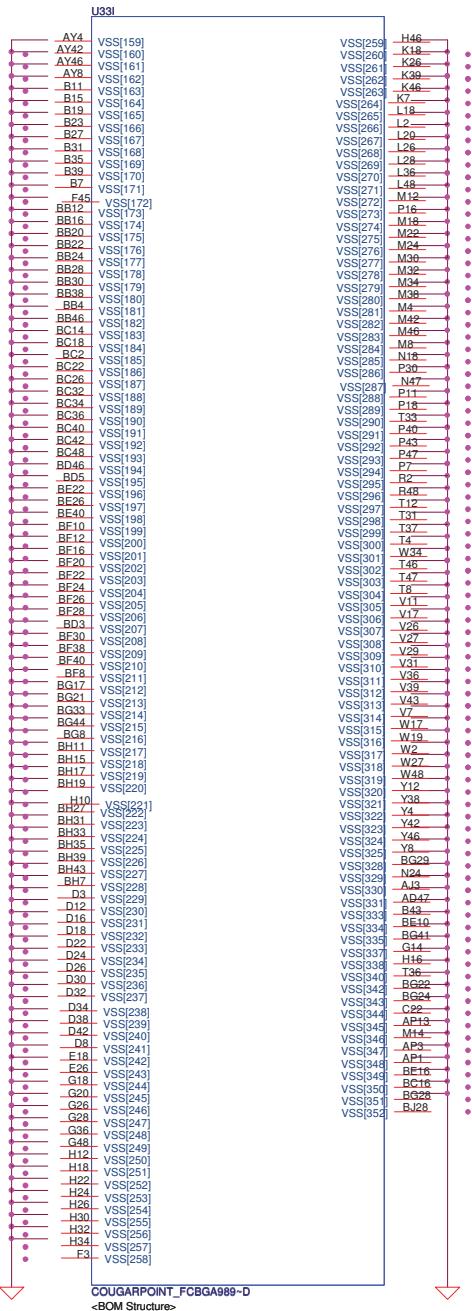 U33I
AY4 VSS[159]
AY42 VSS[160]
AY46 VSS[161]
AY8 VSS[162]
B11 VSS[163]
B15 VSS[164]
B19 VSS[165]
B23 VSS[166]
B27 VSS[167]
B31 VSS[168]
B35 VSS[169]
B39 VSS[170]
B7 VSS[171]
F45 VSS[172]
BB12 VSS[173]
BB16 VSS[174]
BB20 VSS[175]
BB22 VSS[176]
BB24 VSS[177]
BB28 VSS[178]
BB30 VSS[179]
BB38 VSS[180]
BB4 VSS[181]
BB46 VSS[182]
BC14 VSS[183]
BC18 VSS[184]
BC2 VSS[185]
BC22 VSS[186]
BC26 VSS[187]
BC32 VSS[188]
BC34 VSS[189]
BC36 VSS[190]
BC40 VSS[191]
BC42 VSS[192]
BC48 VSS[193]
BD46 VSS[194]
BD5 VSS[195]
BE22 VSS[196]
BE26 VSS[197]
BE40 VSS[198]
BF10 VSS[199]
BF12 VSS[200]
BF16 VSS[201]
BF20 VSS[202]
BF22 VSS[203]
BF24 VSS[204]
BF26 VSS[205]
BF28 VSS[206]
BD3 VSS[207]
BF30 VSS[208]
BF38 VSS[209]
BF40 VSS[210]
BF8 VSS[211]
BG17 VSS[212]
BG21 VSS[213]
BG33 VSS[214]
BG44 VSS[215]
BG8 VSS[216]
BH11 VSS[217]
BH15 VSS[218]
BH17 VSS[219]
BH19 VSS[220]
H10 VSS[221]
BH27 VSS[222]
BH31 VSS[223]
BH33 VSS[224]
BH35 VSS[225]
BH39 VSS[226]
BH43 VSS[227]
BH7 VSS[228]
D3 VSS[229]
D12 VSS[230]
D16 VSS[231]
D18 VSS[232]
D22 VSS[233]
D24 VSS[234]
D26 VSS[235]
D30 VSS[236]
D32 VSS[237]
D34 VSS[238]
D38 VSS[239]
D42 VSS[240]
D8 VSS[241]
E18 VSS[242]
E26 VSS[243]
G18 VSS[244]
G20 VSS[245]
G26 VSS[246]
G28 VSS[247]
G36 VSS[248]
G48 VSS[249]
H12 VSS[250]
H18 VSS[251]
H22 VSS[252]
H24 VSS[253]
H26 VSS[254]
H30 VSS[255]
H32 VSS[256]
H34 VSS[257]
F3 VSS[258]
VSS[259] H46
VSS[260] K18
VSS[261] K26
VSS[262] K39
VSS[263] K46
VSS[264] K7
VSS[265] L18
VSS[266] L2
VSS[267] L20
VSS[268] L26
VSS[269] L28
VSS[270] L36
VSS[271] L48
VSS[272] M12
VSS[273] P16
VSS[274] M18
VSS[275] M22
VSS[276] M24
VSS[277] M30
VSS[278] M32
VSS[279] M34
VSS[280] M38
VSS[281] M4
VSS[282] M42
VSS[283] M46
VSS[284] M8
VSS[285] N18
VSS[286] P30
VSS[287] N47
VSS[288] P11
VSS[289] P18
VSS[290] T33
VSS[291] P40
VSS[292] P43
VSS[293] P47
VSS[294] P7
VSS[295] R2
VSS[296] R48
VSS[297] T12
VSS[298] T31
VSS[299] T37
VSS[300] T4
VSS[301] W34
VSS[302] T46
VSS[303] T47
VSS[304] T8
VSS[305] V11
VSS[306] V17
VSS[307] V26
VSS[308] V27
VSS[309] V29
VSS[310] V31
VSS[311] V36
VSS[312] V39
VSS[313] V43
VSS[314] V7
VSS[315] W17
VSS[316] W19
VSS[317] W2
VSS[318] W27
VSS[319] W48
VSS[320] Y12
VSS[321] Y38
VSS[322] Y4
VSS[323] Y42
VSS[324] Y46
VSS[325] Y8
VSS[328] BG29
VSS[329] N24
VSS[330] AJ3
VSS[331] AD47
VSS[333] B43
VSS[334] BE10
VSS[335] BG41
VSS[337] G14
VSS[338] H16
VSS[340] T36
VSS[342] BG22
VSS[343] BG24
VSS[344] C22
VSS[345] AP13
VSS[346] M14
VSS[347] AP3
VSS[348] AP1
VSS[349] BE16
VSS[350] BC16
VSS[351] BG28
VSS[352] BJ28
COUGARPOINT_FCBGA989~D
<BOM Structure>